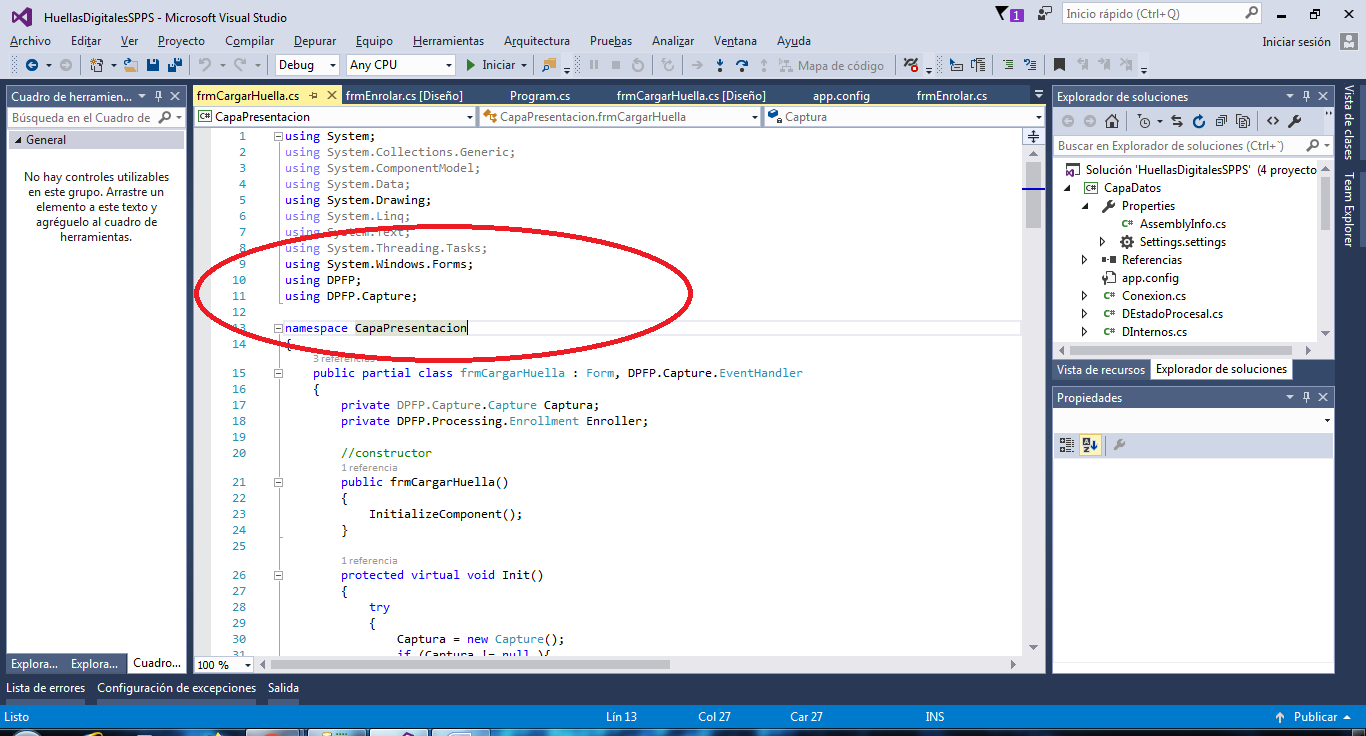 HuellasDigitalesSPPS - Microsoft Visual Studio
1
Inicio rápido (Ctrl+Q)
Archivo Editar Ver Proyecto Compilar Depurar Equipo Herramientas Arquitectura Pruebas Analizar Ventana Ayuda
Iniciar sesión
Debug Any CPU Iniciar Mapa de código
Cuadro de herramien...
Búsqueda en el Cuadro de
General
No hay controles utilizables
en este grupo. Arrastre un
elemento a este texto y
agréguelo al cuadro de
herramientas.
Explora... Explora... Cuadro...
frmCargarHuella.cs frmEnrolar.cs [Diseño] Program.cs frmCargarHuella.cs [Diseño] app.config frmEnrolar.cs
C# CapaPresentacion CapaPresentacion.frmCargarHuella Captura
1 using System;
2 using System.Collections.Generic;
3 using System.ComponentModel;
4 using System.Data;
5 using System.Drawing;
6 using System.Linq;
7 using System.Text;
8 using System.Threading.Tasks;
9 using System.Windows.Forms;
10 using DPFP;
11 using DPFP.Capture;
12
13 namespace CapaPresentacion
14 {
3 referencias
15 public partial class frmCargarHuella : Form, DPFP.Capture.EventHandler
16 {
17 private DPFP.Capture.Capture Captura;
18 private DPFP.Processing.Enrollment Enroller;
19
20 //constructor
1 referencia
21 public frmCargarHuella()
22 {
23 InitializeComponent();
24 }
25
1 referencia
26 protected virtual void Init()
27 {
28 try
29 {
30 Captura = new Capture();
31 if (Captura != null ){
100 %
Explorador de soluciones
Buscar en Explorador de soluciones (Ctrl+`)
Solución 'HuellasDigitalesSPPS' (4 proyecto
C# CapaDatos
Properties
C# AssemblyInfo.cs
Settings.settings
Referencias
app.config
C# Conexion.cs
C# DEstadoProcesal.cs
C# DInternos.cs
Vista de recursos Explorador de soluciones
Propiedades
Vista de clases
Team Explorer
Lista de errores Configuración de excepciones Salida
Listo Lín 13 Col 27 Car 27 INS Publicar